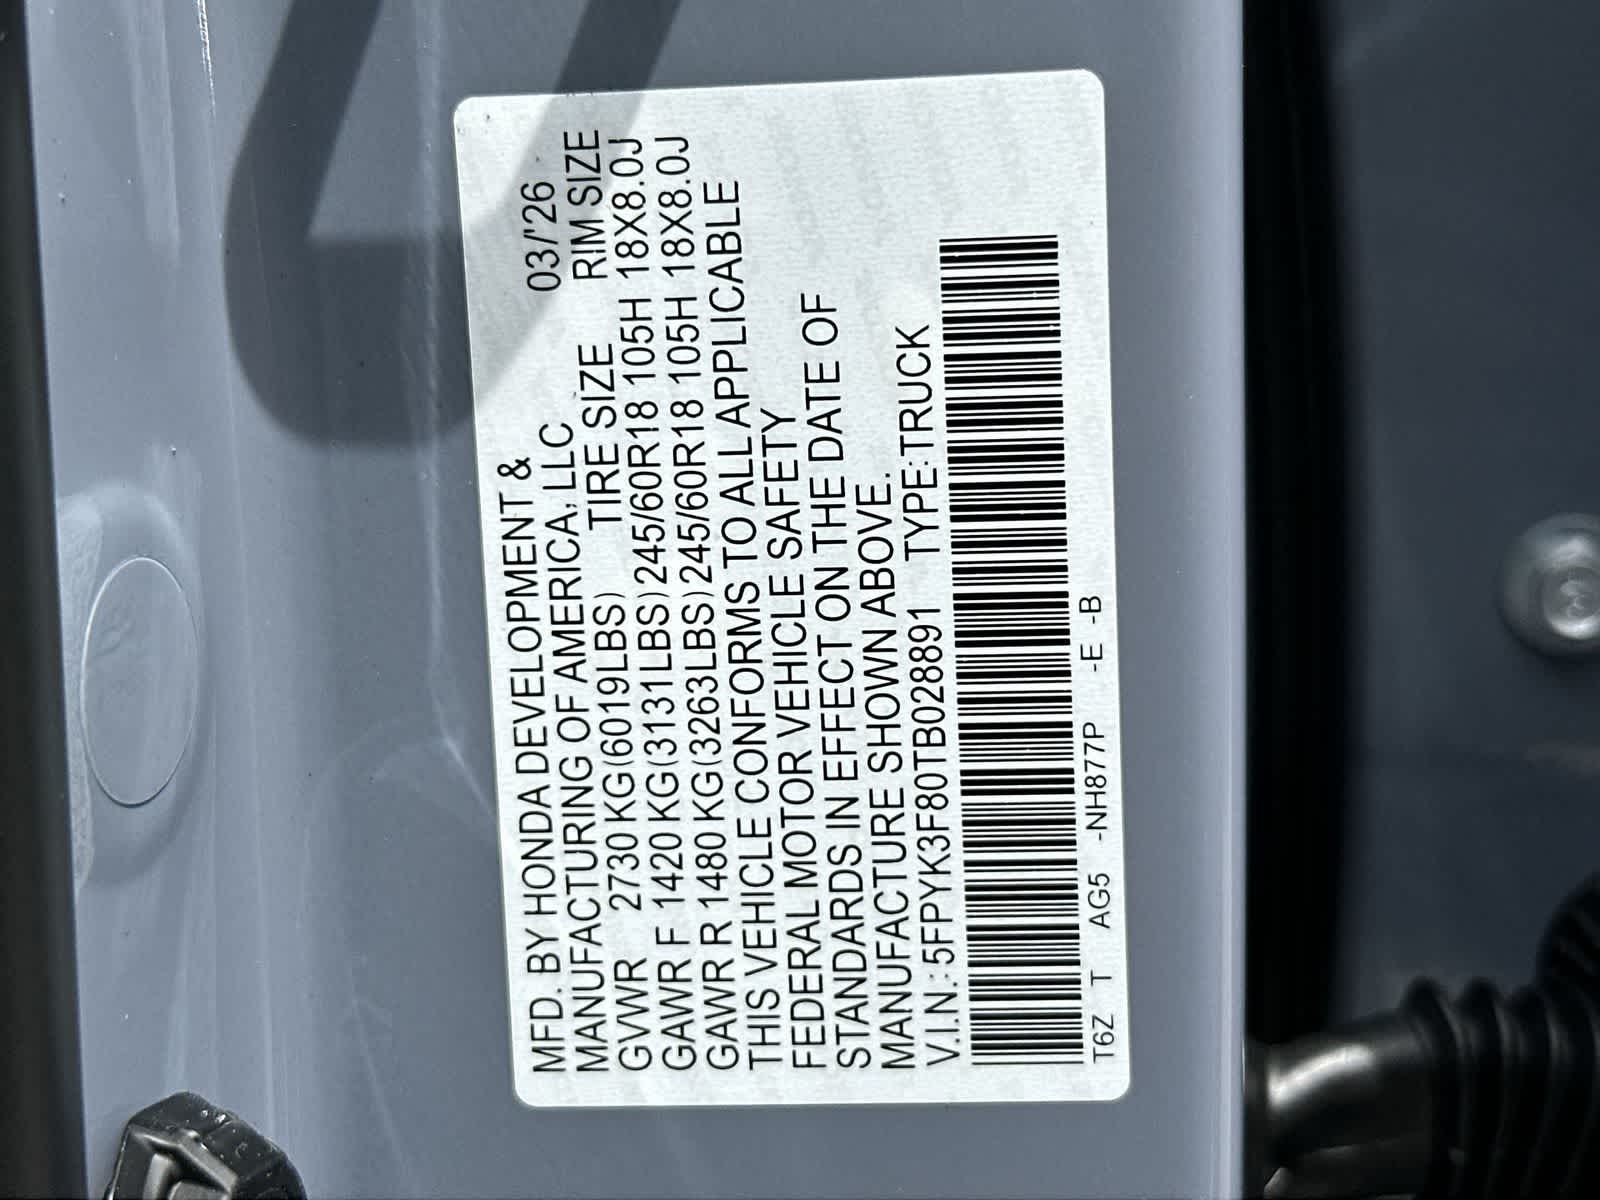 MFD. BY HONDA DEVELOPMENT & 03/'26
MANUFACTURING OF AMERICA, LLC
TIRE SIZE RIM SIZE
GVWR 2730 KG(6019LBS)
GAWR F 1420 KG(3131LBS) 245/60R18 105H 18X8.0J
GAWR R 1480 KG(3263LBS) 245/60R18 105H 18X8.0J
THIS VEHICLE CONFORMS TO ALL APPLICABLE
FEDERAL MOTOR VEHICLE SAFETY
STANDARDS IN EFFECT ON THE DATE OF
MANUFACTURE SHOWN ABOVE.
V.I.N.: 5FPYK3F80TB028891 TYPE:TRUCK
T6Z T AG5 -NH877P -E -B